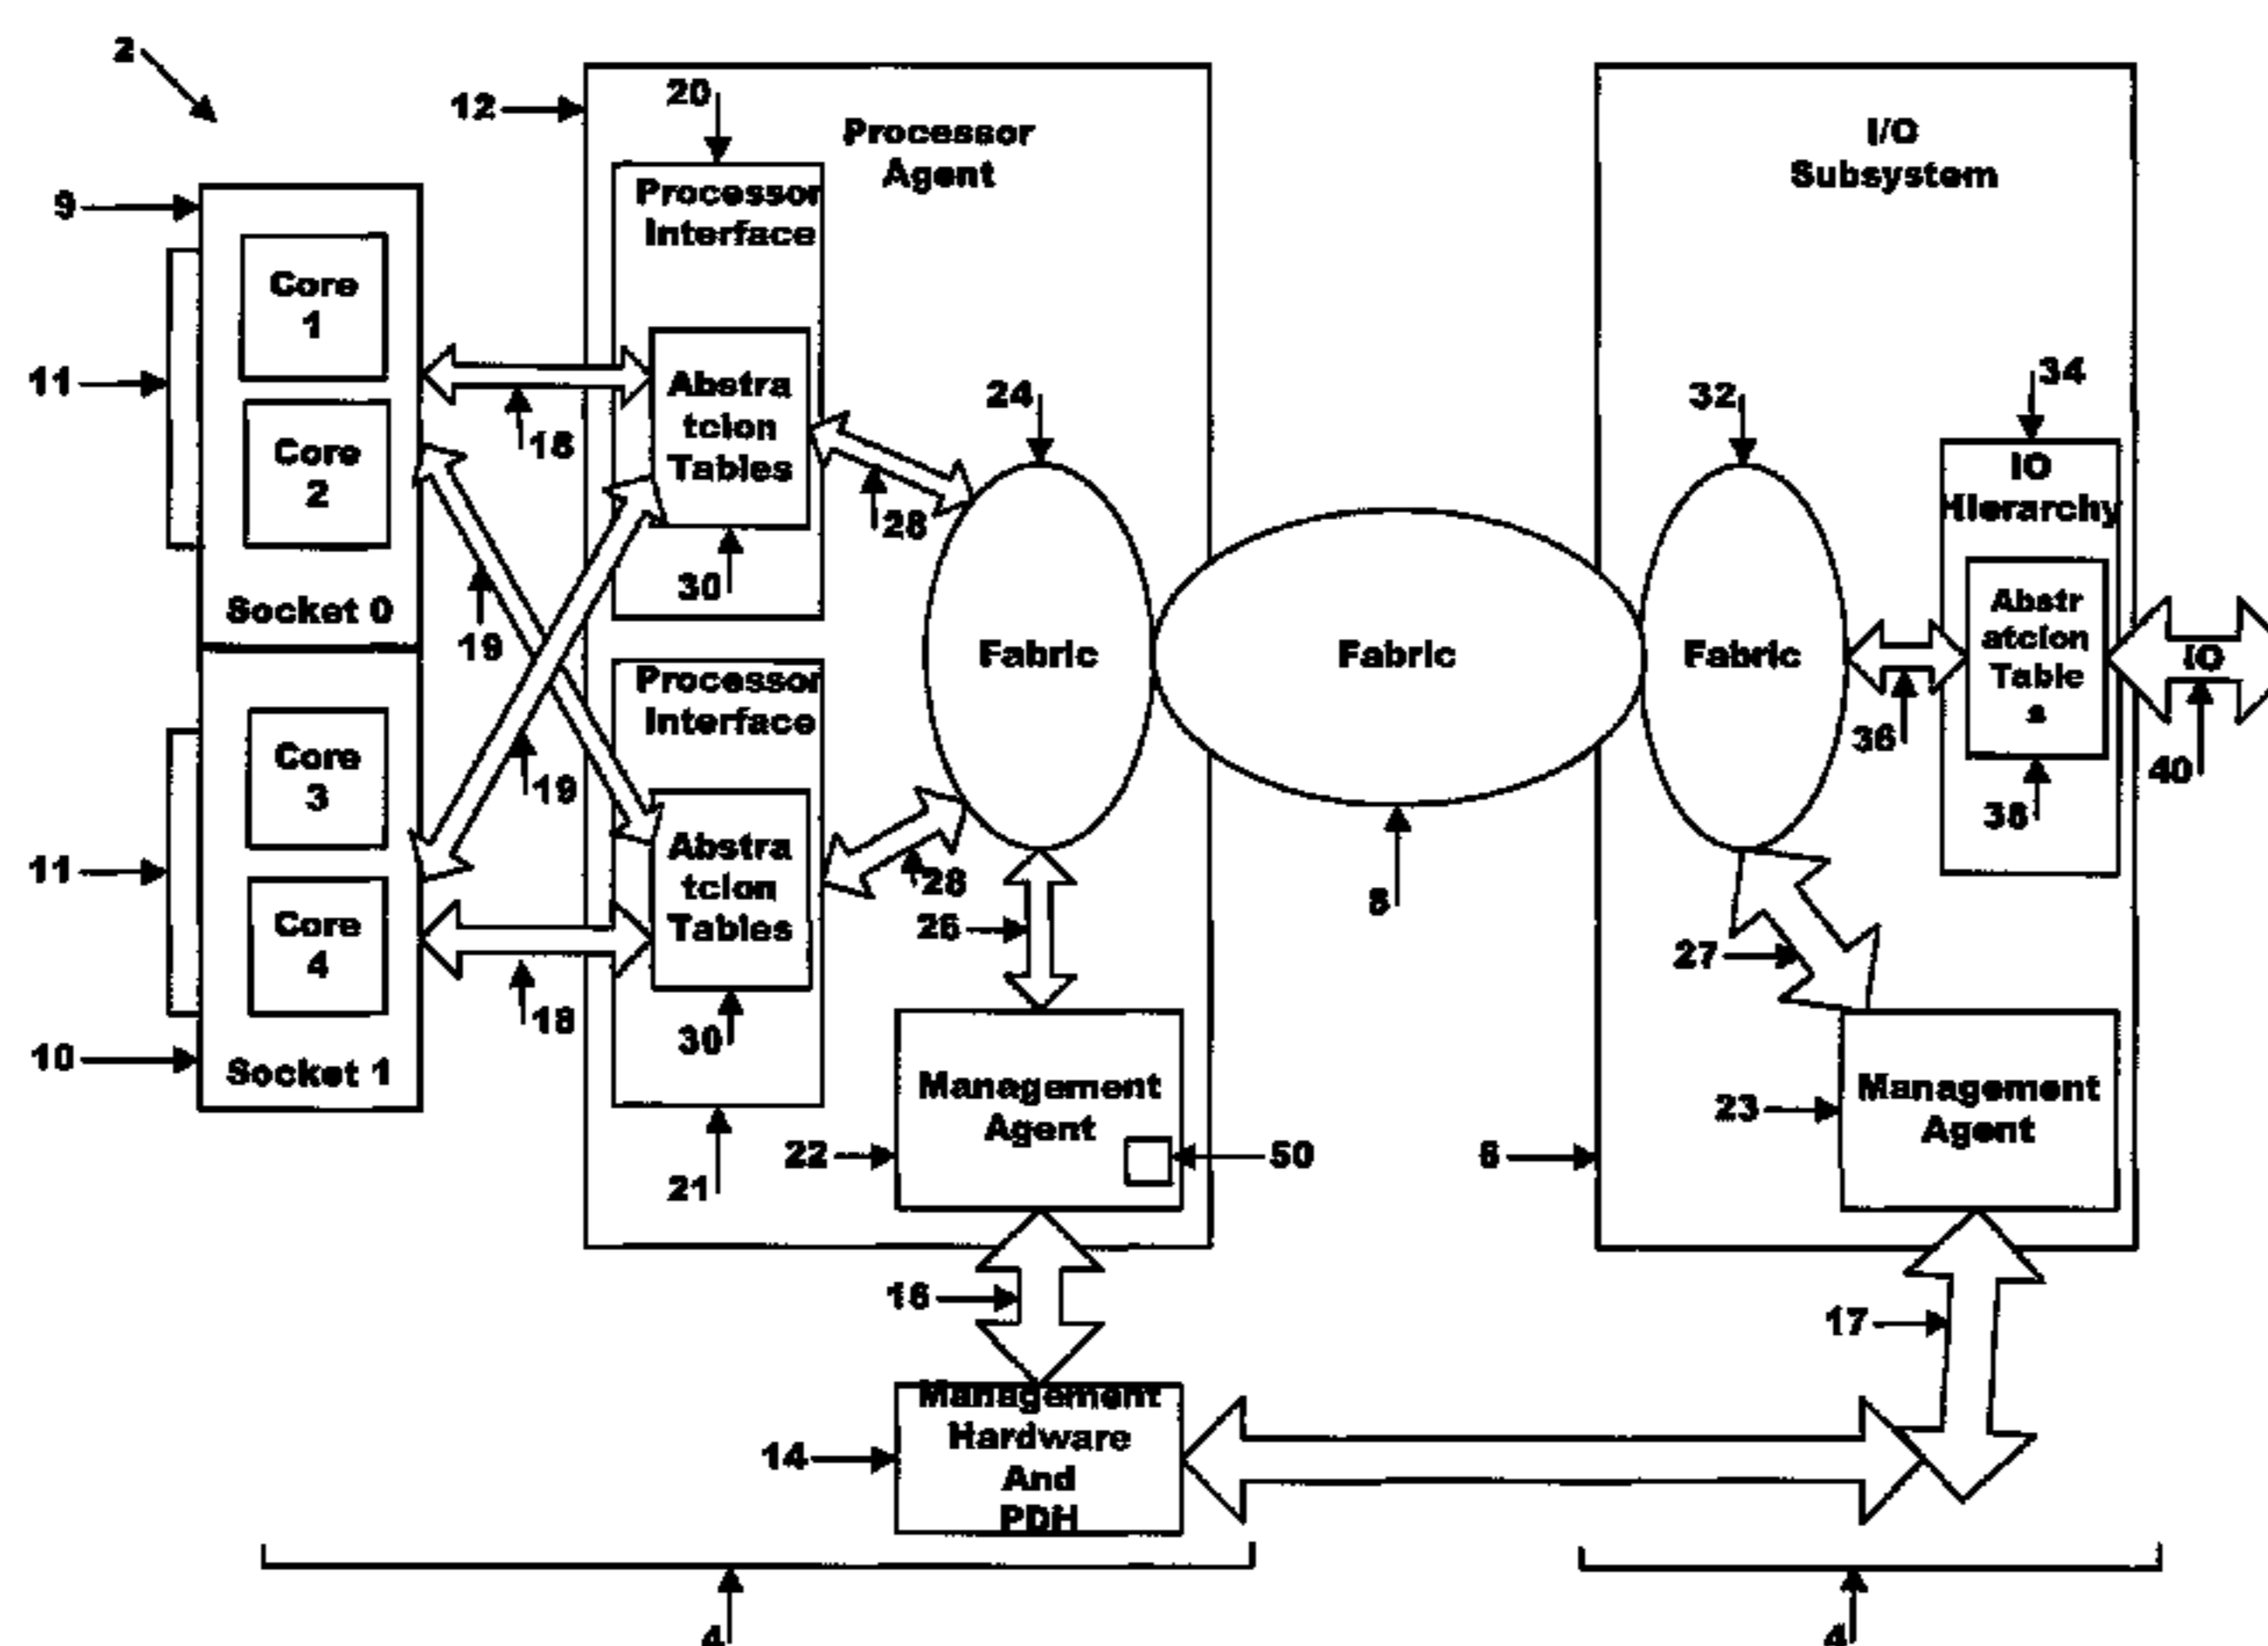 2
12
20
Processor
Agent
I/O
Subsystem
9
Processor
Interface
Core
1
11
Abstra
tcion
Tables
18
24
32
34
Core
2
28
30
IO
Hierarchy
Socket 0
19
Fabric
Fabric
Fabric
Abstr
atcion
Table
s
IO
Processor
Interface
36
40
Core
3
19
38
11
Abstra
tcion
Tables
28
8
Core
4
26
27
18
30
10
Socket 1
Management
Agent
22
50
23
Management
Agent
6
21
16
17
Management
Hardware
And
PDH
14
4
4